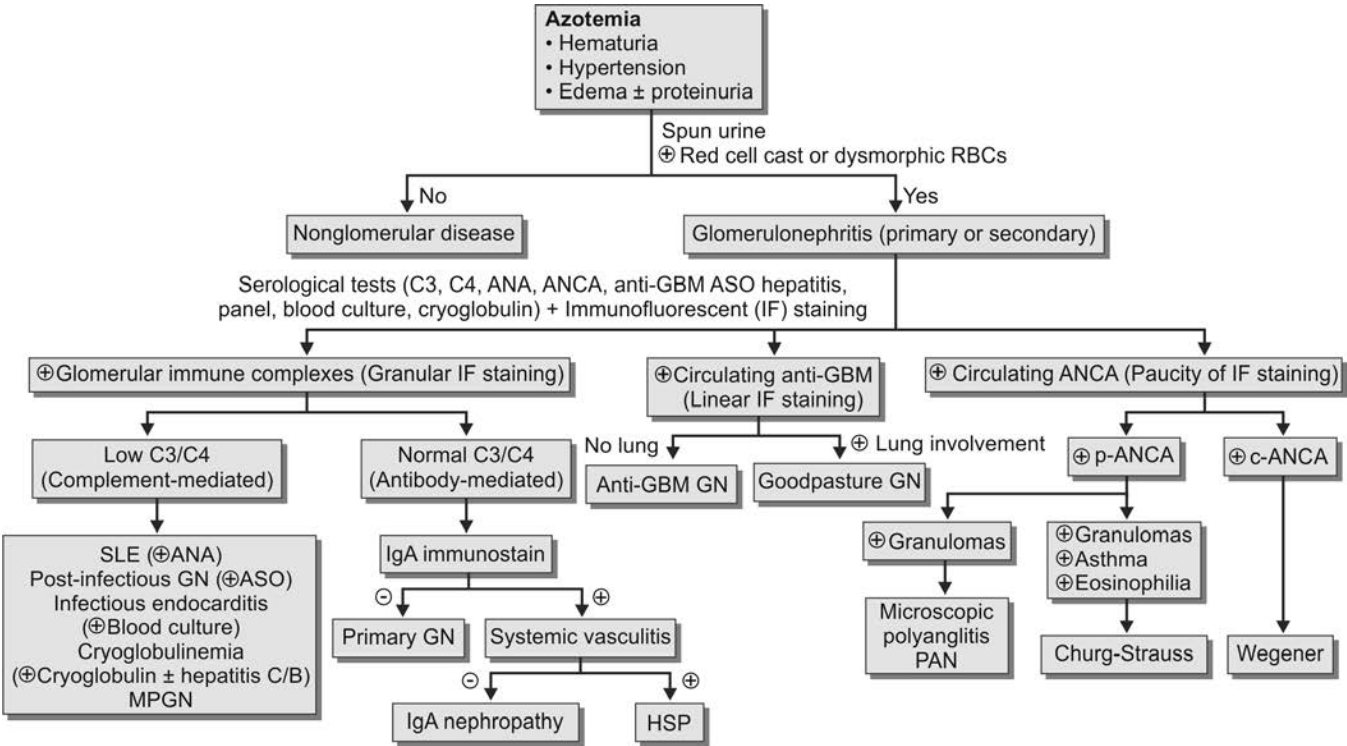 Azotemia
• Hematuria
• Hypertension
• Edema ± proteinuria
Spun urine
⊕ Red cell cast or dysmorphic RBCs
No
Yes
Nonglomerular disease
Glomerulonephritis (primary or secondary)
Serological tests (C3, C4, ANA, ANCA, anti-GBM ASO hepatitis,
panel, blood culture, cryoglobulin) + Immunofluorescent (IF) staining
⊕Glomerular immune complexes (Granular IF staining)
⊕Circulating anti-GBM
(Linear IF staining)
⊕ Circulating ANCA (Paucity of IF staining)
Low C3/C4
(Complement-mediated)
Normal C3/C4
(Antibody-mediated)
No lung
⊕ Lung involvement
Anti-GBM GN
Goodpasture GN
⊕ p-ANCA
⊕ c-ANCA
SLE (⊕ANA)
Post-infectious GN (⊕ASO)
Infectious endocarditis
(⊕Blood culture)
Cryoglobulinemia
(⊕Cryoglobulin ± hepatitis C/B)
MPGN
IgA immunostain
⊖
⊕
Primary GN
Systemic vasculitis
⊖
⊕
IgA nephropathy
HSP
⊕ Granulomas
⊕Granulomas
⊕Asthma
⊕Eosinophilia
Microscopic
polyanglitis
PAN
Churg-Strauss
Wegener